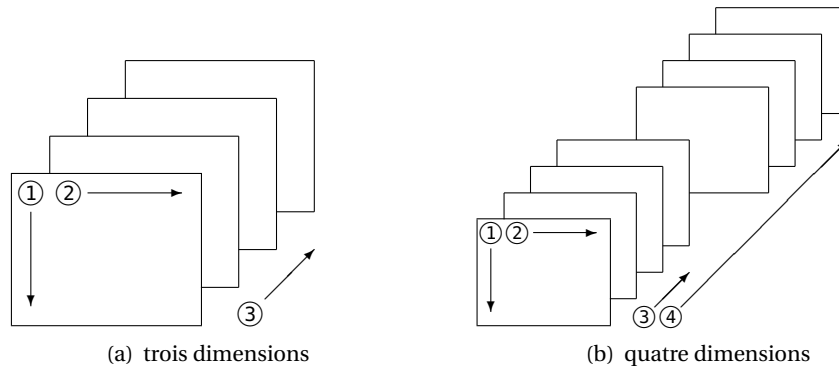 ① ②
③
(a) trois dimensions
① ②
③ ④
(b) quatre dimensions